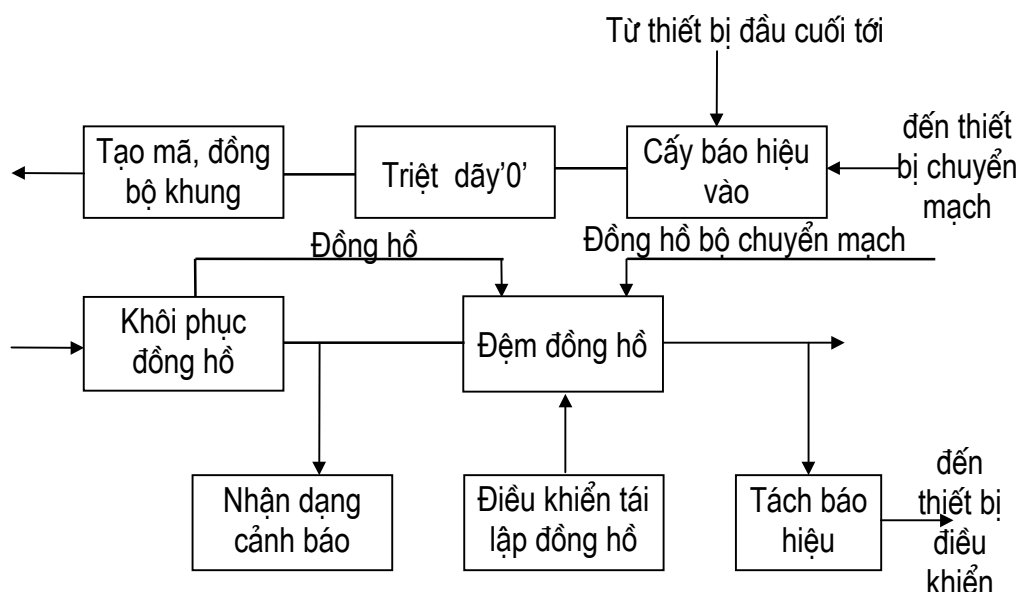 Từ thiết bị đầu cuối tới
Tạo mã, đồng
bộ khung
Triệt dãy'0'
Cấy báo hiệu
vào
đến thiết
bị chuyển
mạch
Đồng hồ
Đồng hồ bộ chuyển mạch
Khôi phục
đồng hồ
Đệm đồng hồ
Nhận dạng
cảnh báo
Điều khiển tái
lập đồng hồ
Tách báo
hiệu
đến
thiết bị
điều
khiển